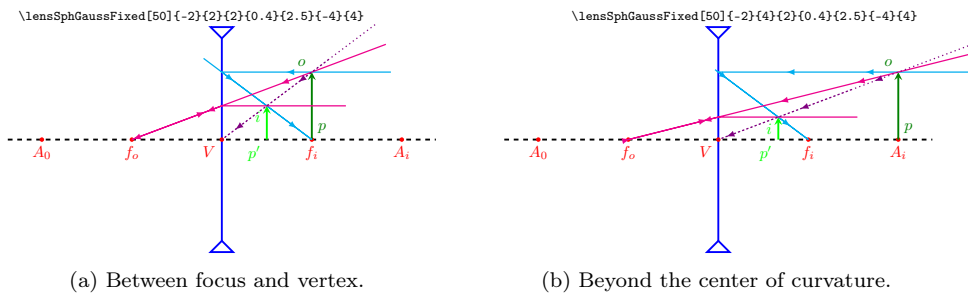 \lensSphGaussFixed[50]{-2}{2}{2}{0.4}{2.5}{-4}{4}
o
i
p
A₀ fₒ V p′ fᵢ Aᵢ
(a) Between focus and vertex.
\lensSphGaussFixed[50]{-2}{4}{2}{0.4}{2.5}{-4}{4}
o
i
p
A₀ fₒ V p′ fᵢ Aᵢ
(b) Beyond the center of curvature.